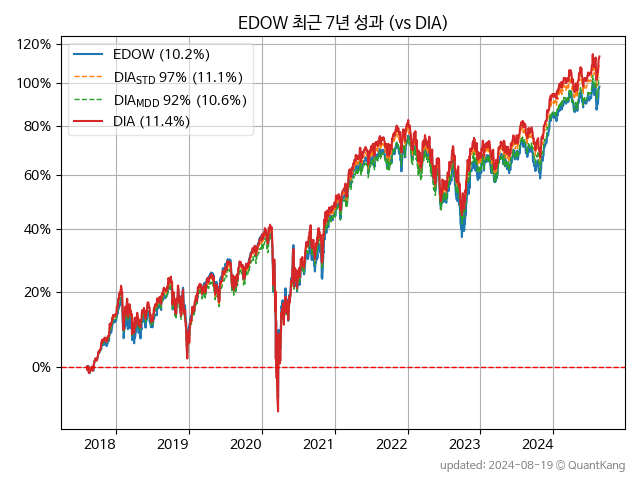 EDOW 최근 7년 성과 (vs DIA)
120%
100%
80%
60%
40%
20%
0%
EDOW (10.2%)
DIASTD 97% (11.1%)
DIAMDD 92% (10.6%)
DIA (11.4%)
2018 2019 2020 2021 2022 2023 2024
updated: 2024-08-19 © QuantKang